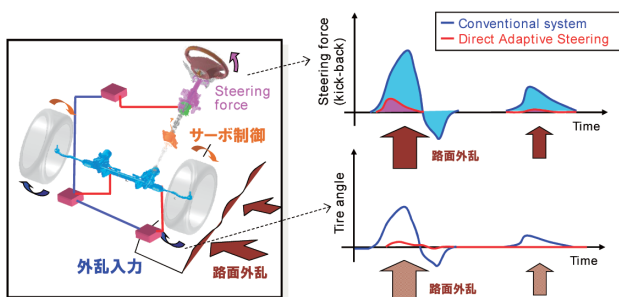 Steering
force
サーボ制御
外乱入力
路面外乱
Conventional system
Direct Adaptive Steering
Steering force
(kick-back)
Time
路面外乱
Tire angle
Time
路面外乱